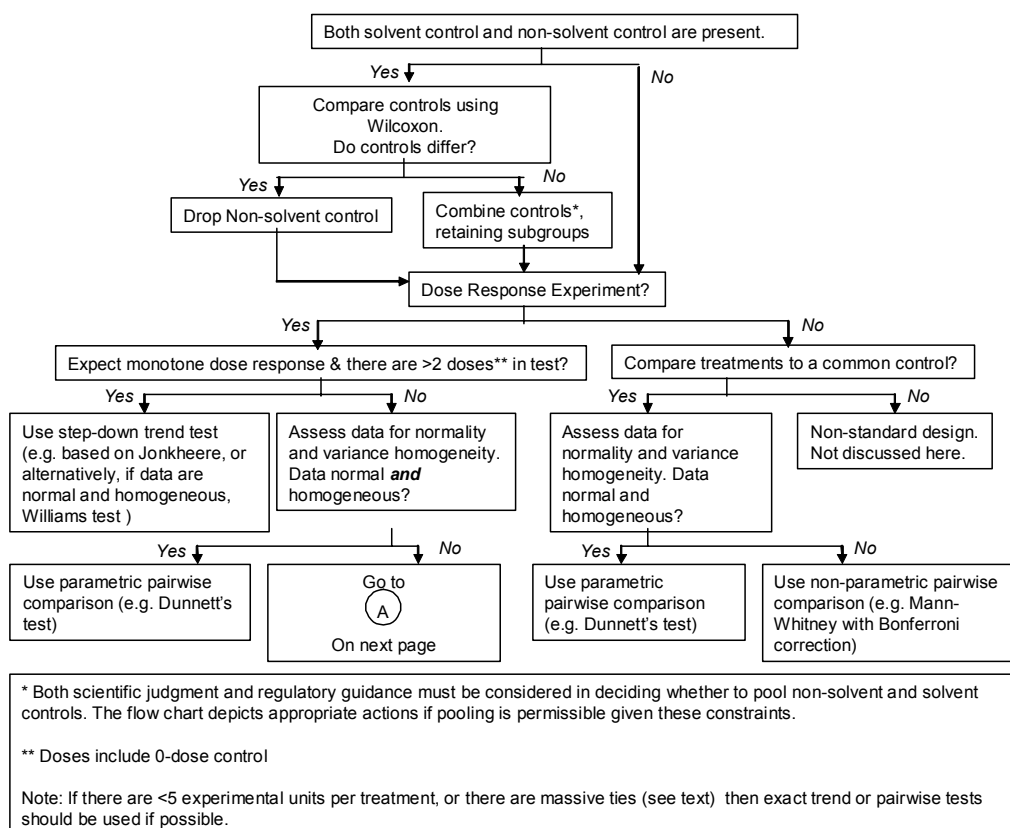 Both solvent control and non-solvent control are present.
Yes
No
Compare controls using
Wilcoxon.
Do controls differ?
Yes
No
Drop Non-solvent control
Combine controls*,
retaining subgroups
Dose Response Experiment?
Yes
No
Expect monotone dose response & there are >2 doses** in test?
Compare treatments to a common control?
Yes
No
Yes
No
Use step-down trend test
(e.g. based on Jonkheere, or
alternatively, if data are
normal and homogeneous,
Williams test )
Assess data for normality
and variance homogeneity.
Data normal and
homogeneous?
Assess data for
normality and variance
homogeneity. Data
normal and
homogeneous?
Non-standard design.
Not discussed here.
Yes
No
Yes
No
Use parametric pairwise
comparison (e.g. Dunnett's
test)
Go to
A
On next page
Use parametric
pairwise comparison
(e.g. Dunnett's test)
Use non-parametric pairwise
comparison (e.g. Mann-
Whitney with Bonferroni
correction)
* Both scientific judgment and regulatory guidance must be considered in deciding whether to pool non-solvent and solvent
controls. The flow chart depicts appropriate actions if pooling is permissible given these constraints.
** Doses include 0-dose control
Note: If there are <5 experimental units per treatment, or there are massive ties (see text) then exact trend or pairwise tests
should be used if possible.